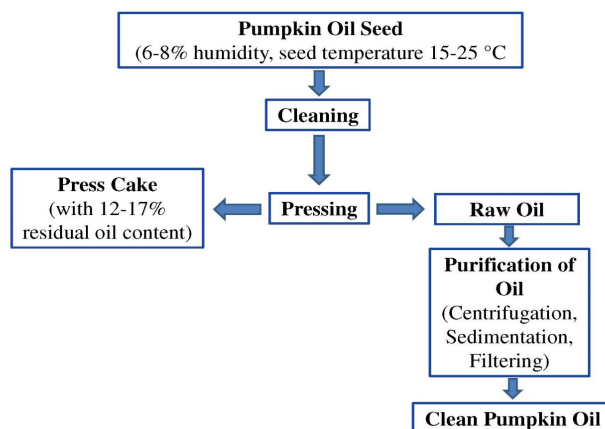 Pumpkin Oil Seed
(6-8% humidity, seed temperature 15-25 °C
Cleaning
Press Cake
(with 12-17%
residual oil content)
Pressing
Raw Oil
Purification of
Oil
(Centrifugation,
Sedimentation,
Filtering)
Clean Pumpkin Oil